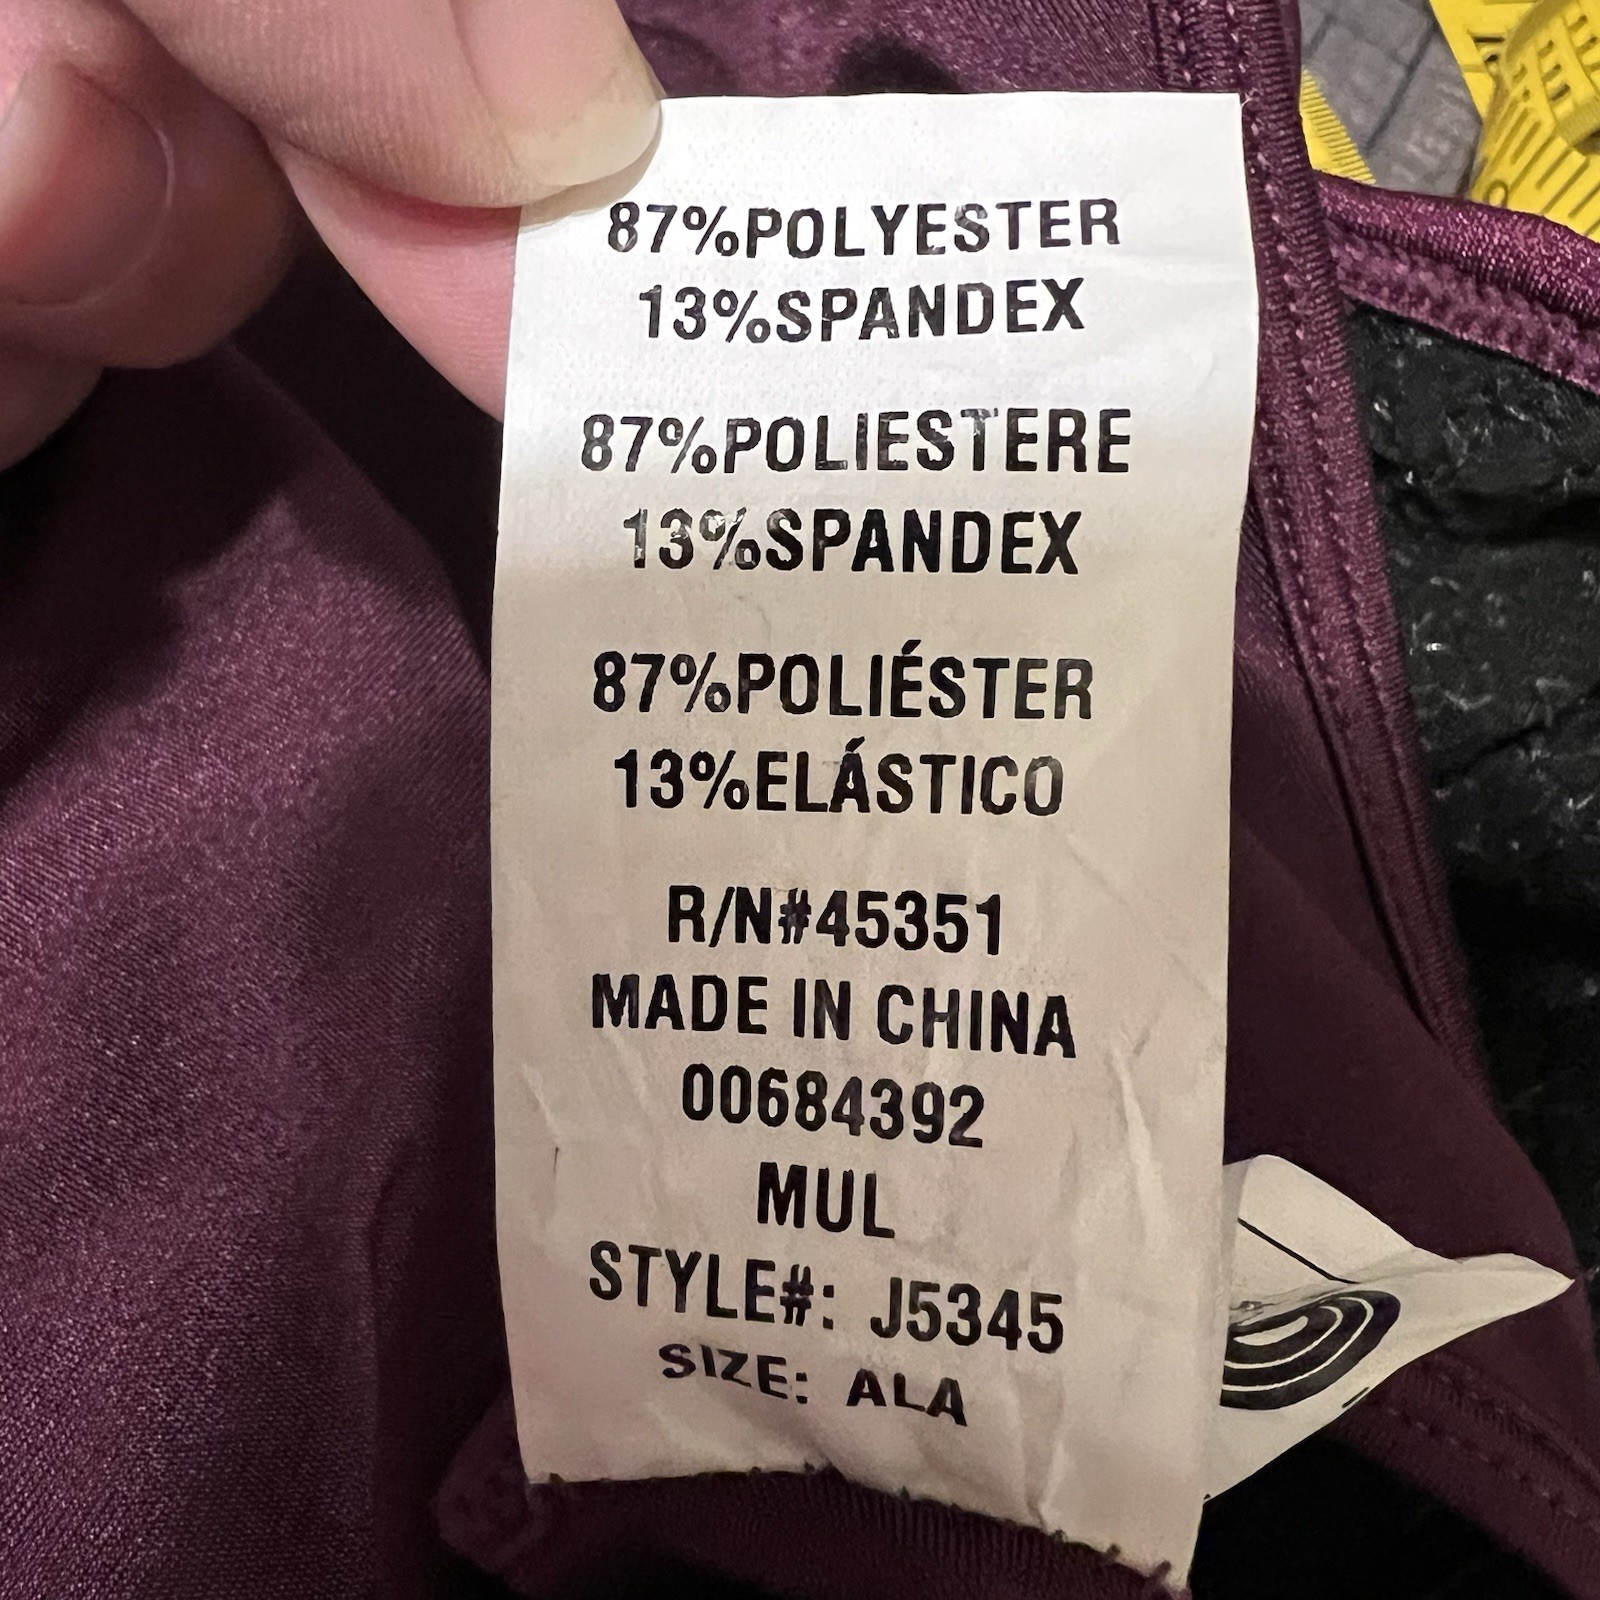 87%POLYESTER
13%SPANDEX
87%POLIESTERE
13%SPANDEX
87%POLIÉSTER
13%ELÁSTICO
R/N#45351
MADE IN CHINA
00684392
MUL
STYLE#: J5345
SIZE: ALA